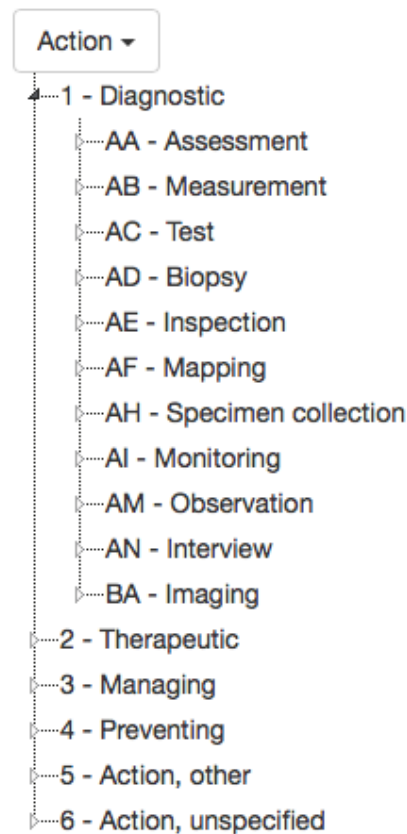 Action
1 - Diagnostic
AA - Assessment
AB - Measurement
AC - Test
AD - Biopsy
AE - Inspection
AF - Mapping
AH - Specimen collection
AI - Monitoring
AM - Observation
AN - Interview
BA - Imaging
2 - Therapeutic
3 - Managing
4 - Preventing
5 - Action, other
6 - Action, unspecified